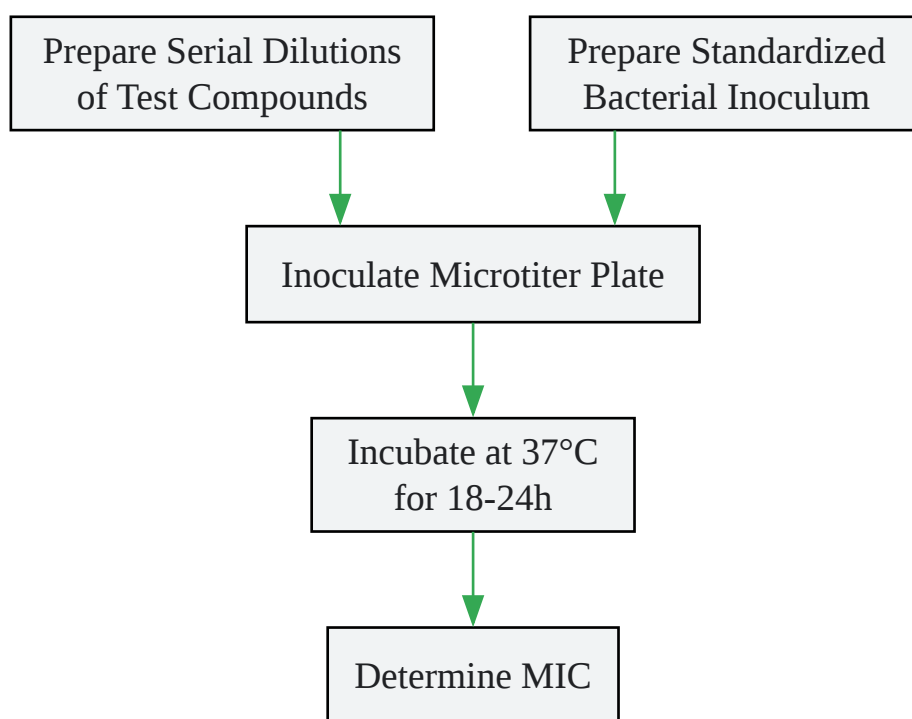 Prepare Serial Dilutions
of Test Compounds
Prepare Standardized
Bacterial Inoculum
Inoculate Microtiter Plate
Incubate at 37°C
for 18-24h
Determine MIC